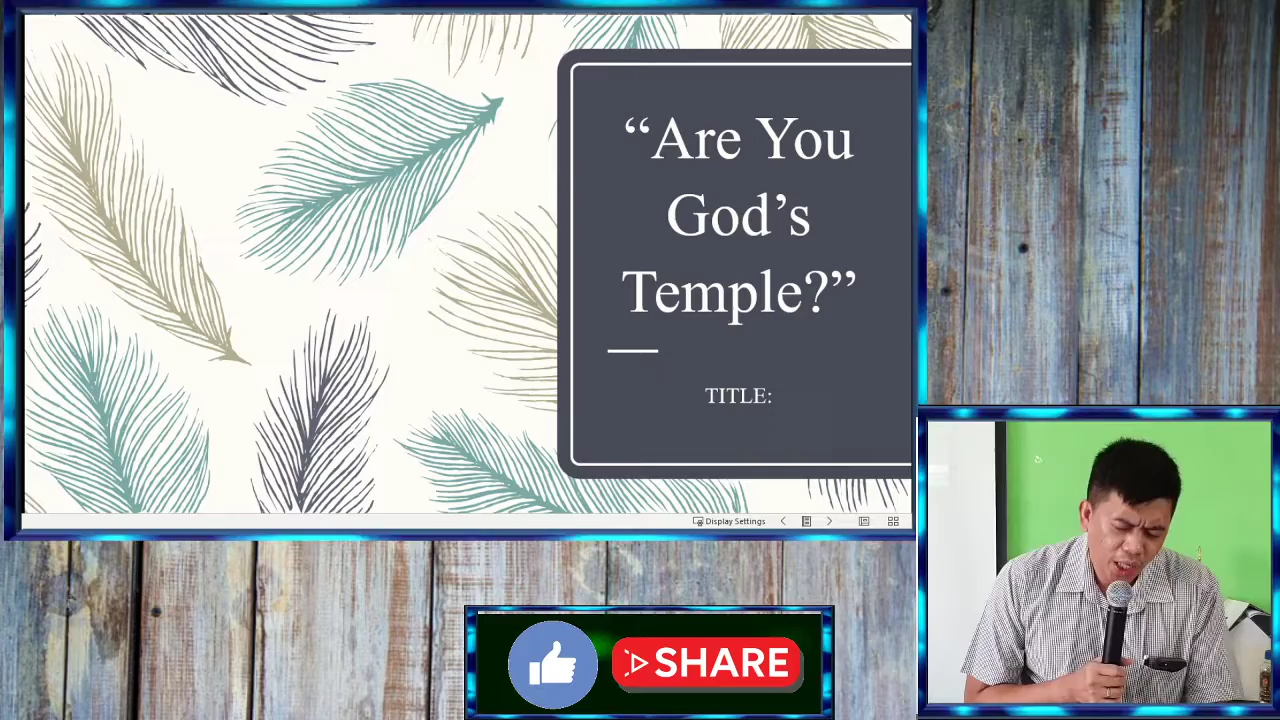 “Are You
God’s
Temple?”
TITLE:
Display Settings
SHARE